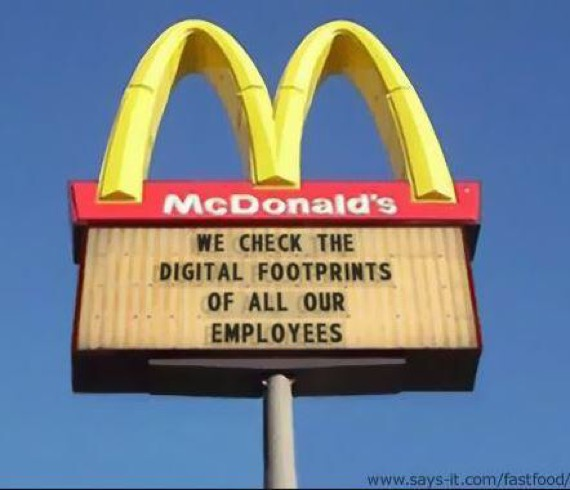 McDonald's
WE CHECK THE
DIGITAL FOOTPRINTS
OF ALL OUR
EMPLOYEES
www.says-it.com/fastfood/